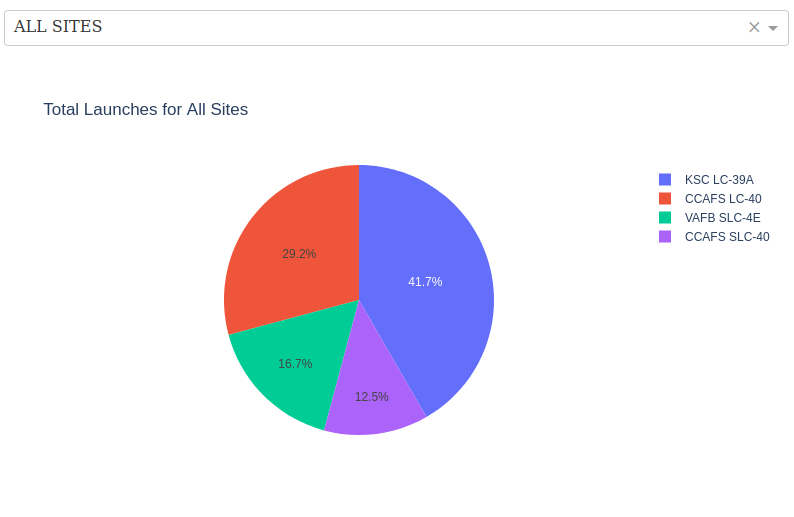 ALL SITES
Total Launches for All Sites
KSC LC-39A
CCAFS LC-40
VAFB SLC-4E
CCAFS SLC-40
29.2%
41.7%
16.7%
12.5%